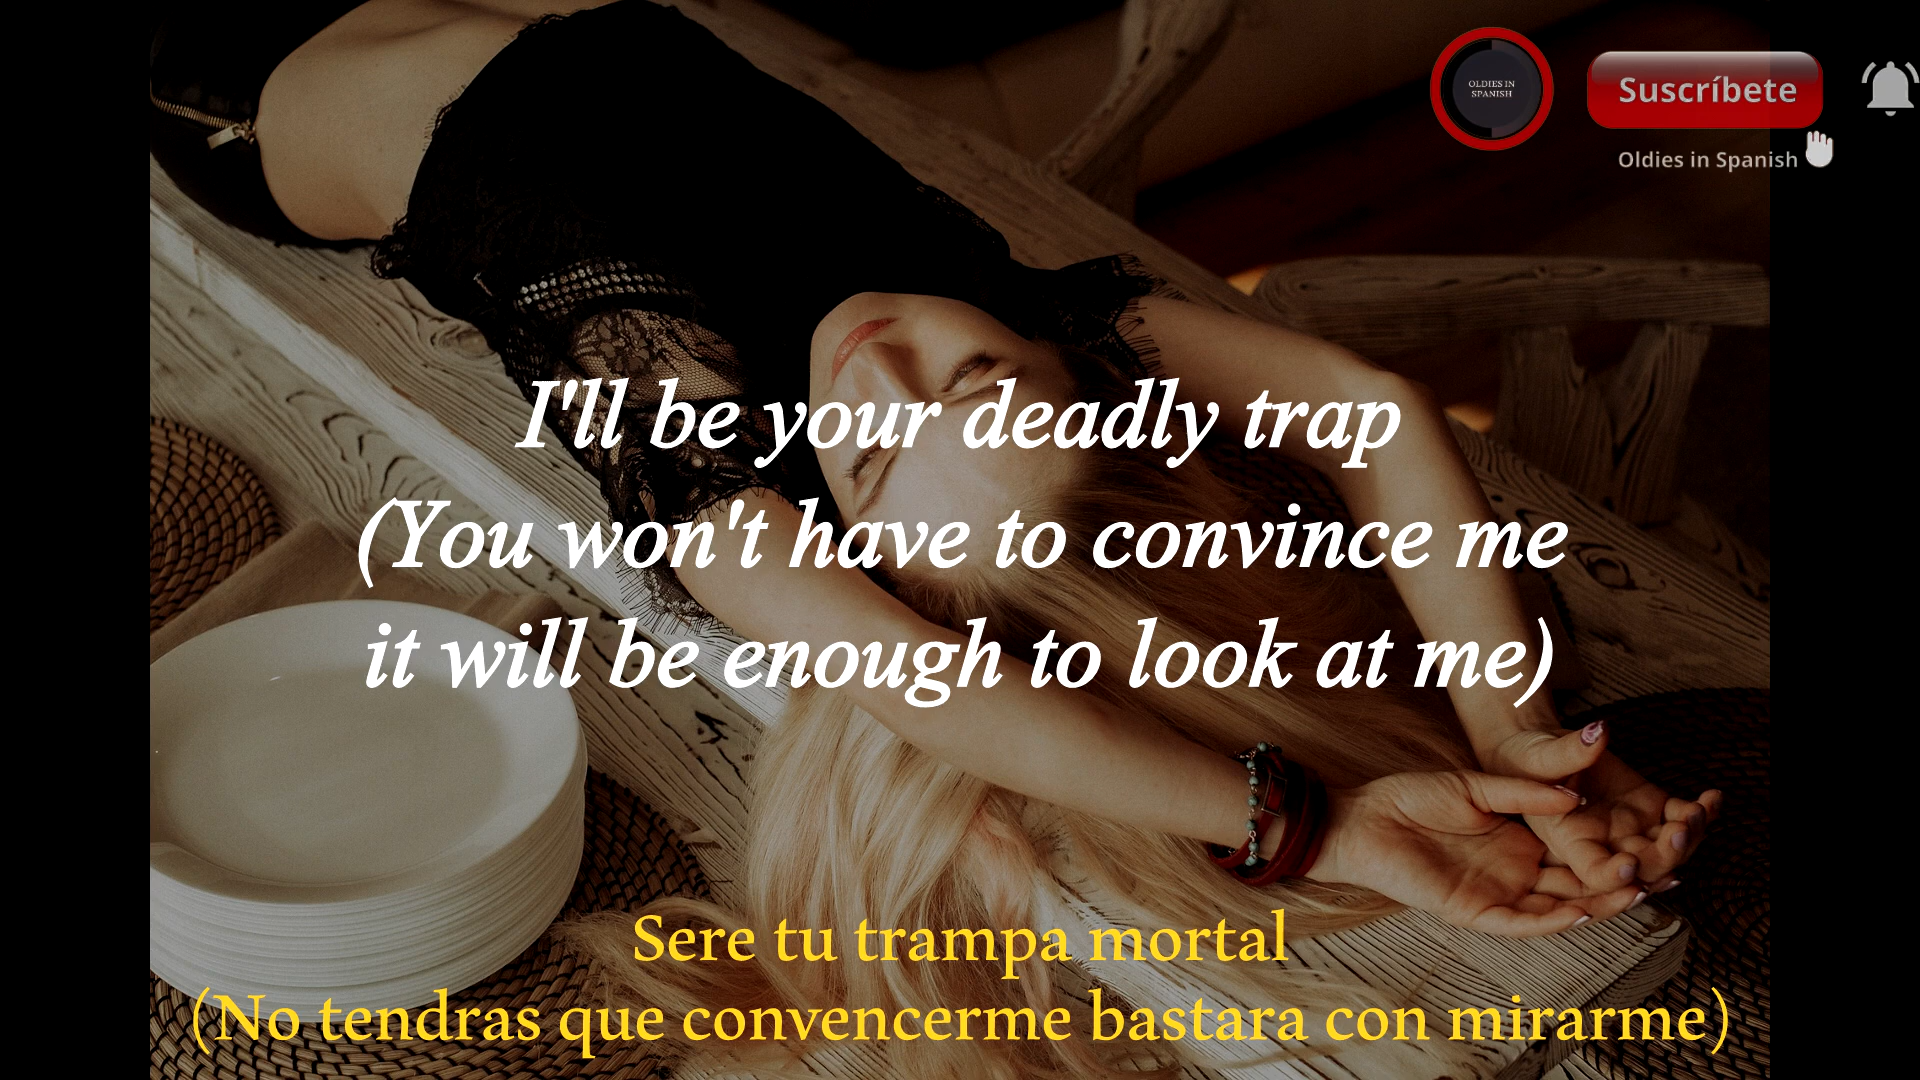 OLDIES IN
SPANISH
Suscríbete
Oldies in Spanish
I'll be your deadly trap
(You won't have to convince me
it will be enough to look at me)
Sere tu trampa mortal
(No tendras que convencerme bastara con mirarme)